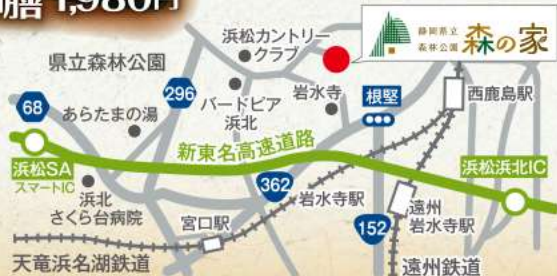 膳 1,980円
浜松カントリー
クラブ
静岡県立
森林公園
森の家
県立森林公園
68
296
あらたまの湯
バードピア
浜北
岩水寺
根堅
西鹿島駅
新東名高速道路
浜松SA
スマートIC
浜松浜北IC
浜北
さくら台病院
362
岩水寺駅
宮口駅
152
遠州
岩水寺駅
天竜浜名湖鉄道
遠州鉄道